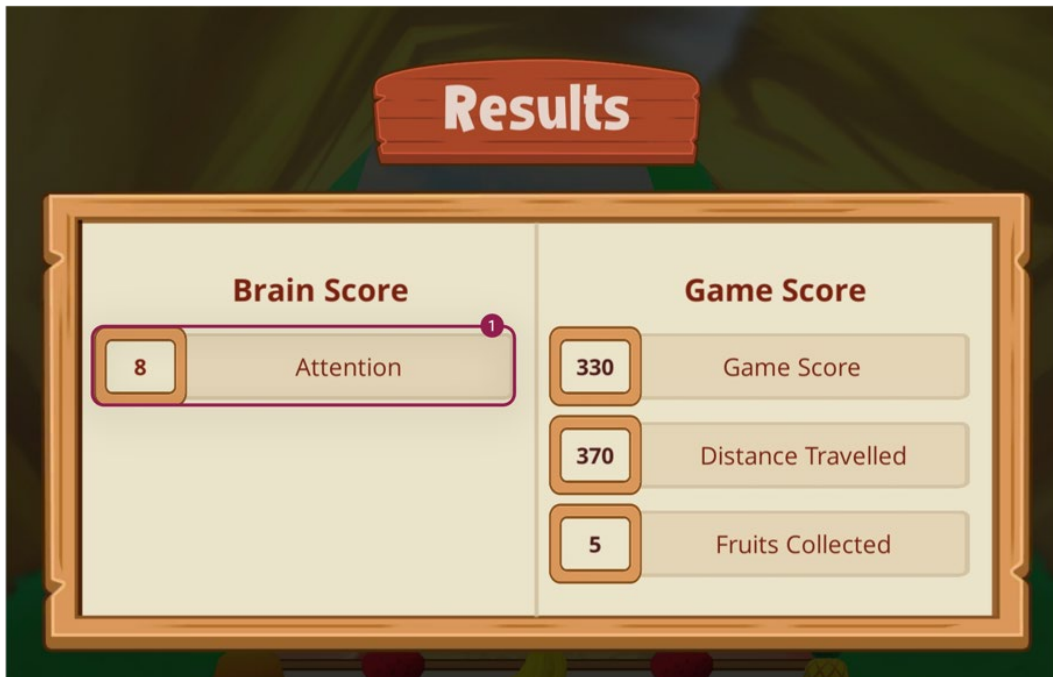 Results
Brain Score
1
8 Attention
Game Score
330 Game Score
370 Distance Travelled
5 Fruits Collected